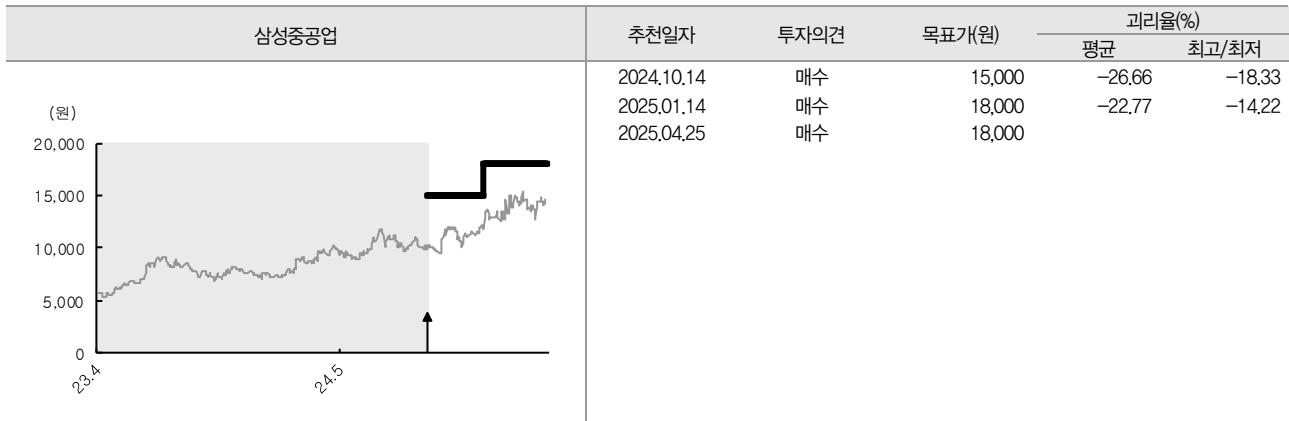 삼성중공업 추천일자 투자의견 목표가(원) 괴리율(%)
평균 최고/최저
2024.10.14 매수 15,000 -26.66 -18.33
2025.01.14 매수 18,000 -22.77 -14.22
2025.04.25 매수 18,000
(원)
20,000
15,000
10,000
5,000
0
23.4 24.5